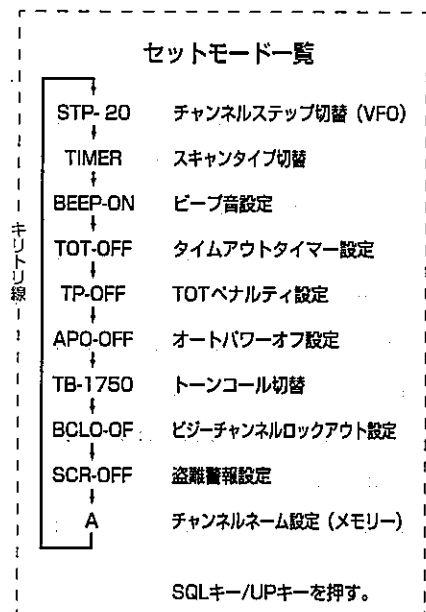 セットモード一覧
STP-20 チャンネルステップ切替（VFO）
TIMER スキャンタイプ切替
BEEP-ON ビープ音設定
TOT-OFF タイムアウトタイマー設定
TP-OFF TOTペナルティ設定
APO-OFF オートパワーオフ設定
TB-1750 トーンコール切替
BCLO-OF ビジーチャンネルロックアウト設定
SCR-OFF 盗難警報設定
A チャンネルネーム設定（メモリー）
SQLキー/UPキーを押す。
キリトリ線